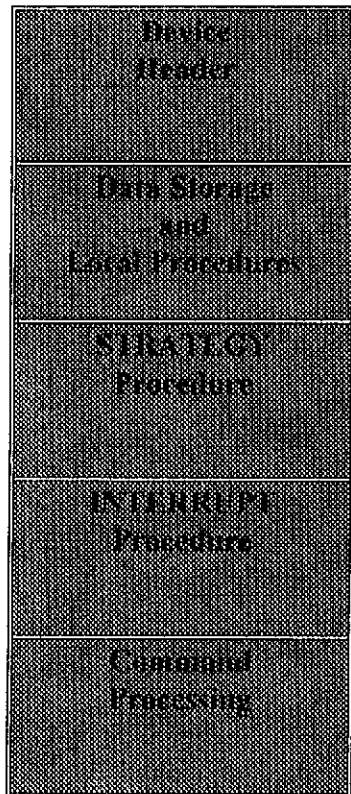 Device
Header
Data Storage
and
Local Procedures
STRATEGY
Procedure
INTERRUPT
Procedure
Command
Processing